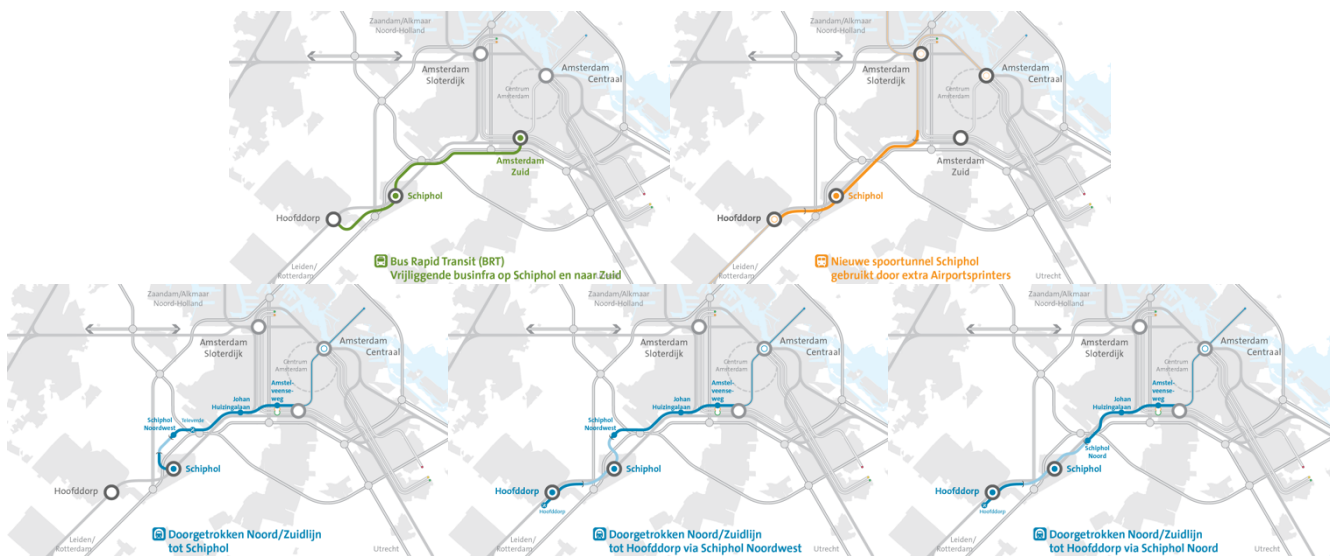 Zaandam/Alkmaar
Noord-Holland
Amsterdam
Sloterdijk
Amsterdam
Centraal
Centrum
Amsterdam
Amsterdam
Zuid
Schiphol
Hoofddorp
Leiden/
Rotterdam
Bus Rapid Transit (BRT)
Vrijliggende businfra op Schiphol en naar Zuid
Zaandam/Alkmaar
Noord-Holland
Amsterdam
Sloterdijk
Amsterdam
Centraal
Centrum
Amsterdam
Amsterdam
Zuid
Schiphol
Hoofddorp
Leiden/
Rotterdam
Nieuwe spoortunnel Schiphol
gebruikt door extra Airportsprinters
Utrecht
Zaandam/Alkmaar
Noord-Holland
Amsterdam
Sloterdijk
Amsterdam
Centraal
Centrum
Amsterdam
Amstel-
veense-
weg
Johan
Huizingalaan
Schiphol
Noordwest
Schiphol
Hoofddorp
Leiden/
Rotterdam
Doorgetrokken Noord/Zuidlijn
tot Schiphol
Utrecht
Zaandam/Alkmaar
Noord-Holland
Amsterdam
Sloterdijk
Amsterdam
Centraal
Centrum
Amsterdam
Amstel-
veense-
weg
Johan
Huizingalaan
Schiphol
Noordwest
Schiphol
Hoofddorp
Hoofddorp
Leiden/
Rotterdam
Doorgetrokken Noord/Zuidlijn
tot Hoofddorp via Schiphol Noordwest
Utrecht
Zaandam/Alkmaar
Noord-Holland
Amsterdam
Sloterdijk
Amsterdam
Centraal
Centrum
Amsterdam
Amstel-
veense-
weg
Johan
Huizingalaan
Schiphol
Noord
Schiphol
Hoofddorp
Hoofddorp
Leiden/
Rotterdam
Doorgetrokken Noord/Zuidlijn
tot Hoofddorp via Schiphol Noord
Utrecht